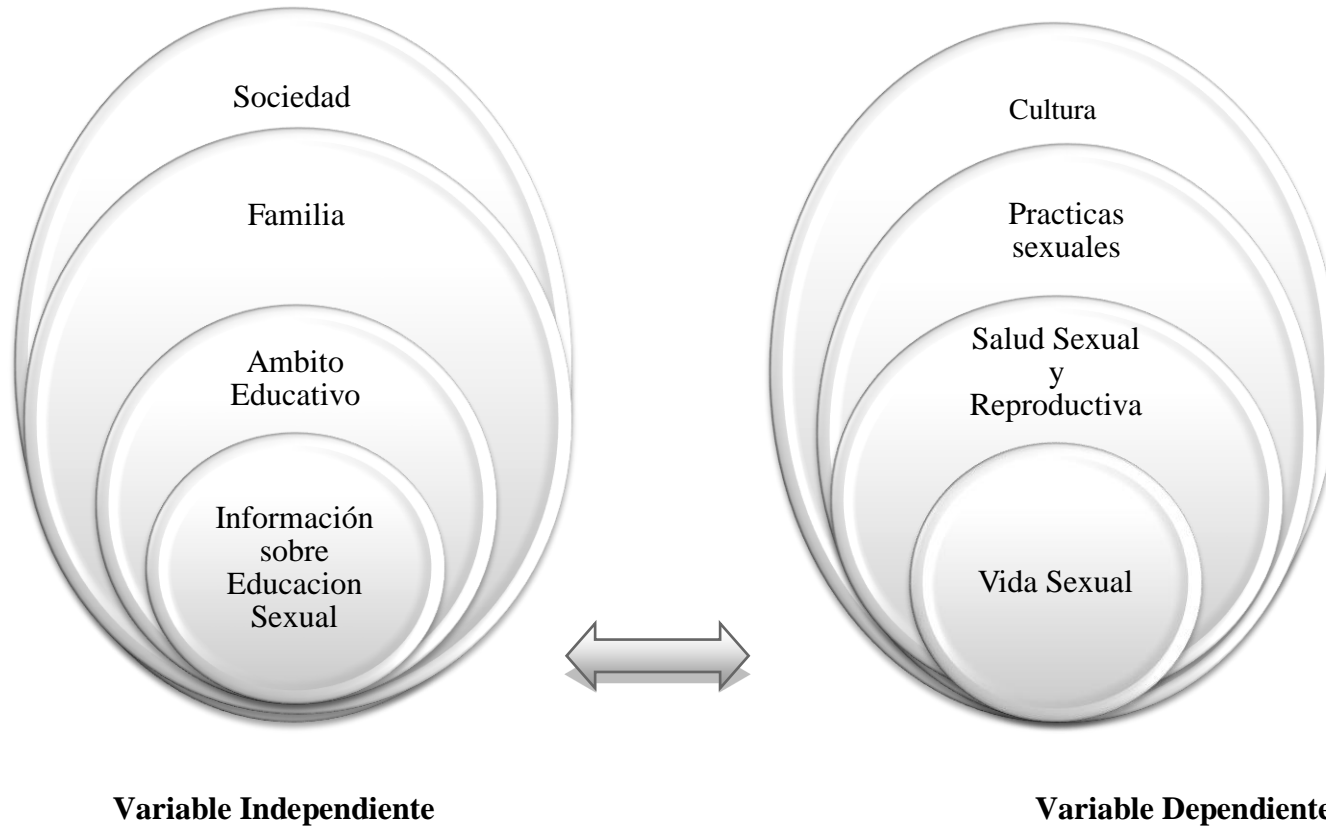 Sociedad
Familia
Ambito
Educativo
Información
sobre
Educacion
Sexual
Cultura
Practicas
sexuales
Salud Sexual
y
Reproductiva
Vida Sexual
Variable Independiente
Variable Dependiente